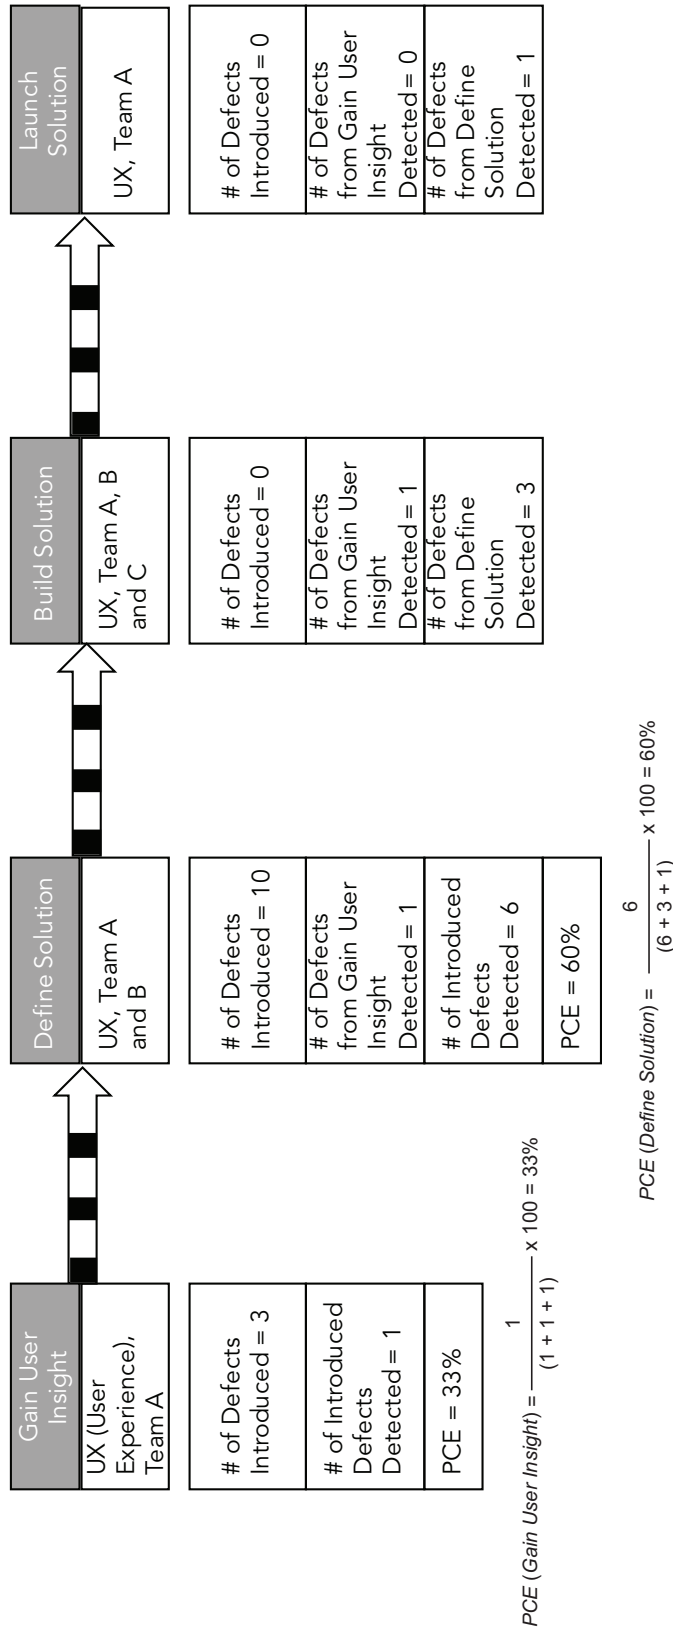 Gain User
Insight
UX (User
Experience),
Team A
# of Defects
Introduced = 3
# of Introduced
Defects
Detected = 1
PCE = 33%
PCE (Gain User Insight) = 1 / (1 + 1 + 1) x 100 = 33%
Define Solution
UX, Team A
and B
# of Defects
Introduced = 10
# of Defects
from Gain User
Insight
Detected = 1
# of Introduced
Defects
Detected = 6
PCE = 60%
PCE (Define Solution) = 6 / (6 + 3 + 1) x 100 = 60%
Build Solution
UX, Team A, B
and C
# of Defects
Introduced = 0
# of Defects
from Gain User
Insight
Detected = 1
# of Defects
from Define
Solution
Detected = 3
Launch
Solution
UX, Team A
# of Defects
Introduced = 0
# of Defects
from Gain User
Insight
Detected = 0
# of Defects
from Define
Solution
Detected = 1